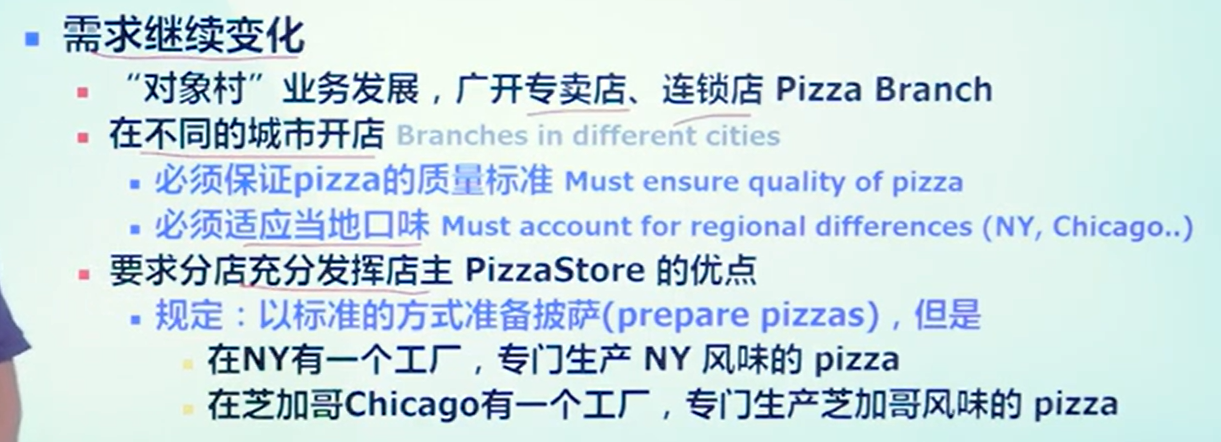 需求继续变化
“对象村”业务发展，广开专卖店、连锁店 Pizza Branch
在不同的城市开店 Branches in different cities
必须保证pizza的质量标准 Must ensure quality of pizza
必须适应当地口味 Must account for regional differences (NY, Chicago..)
要求分店充分发挥店主 PizzaStore 的优点
规定：以标准的方式准备披萨(prepare pizzas)，但是
在NY有一个工厂，专门生产 NY 风味的 pizza
在芝加哥Chicago有一个工厂，专门生产芝加哥风味的 pizza